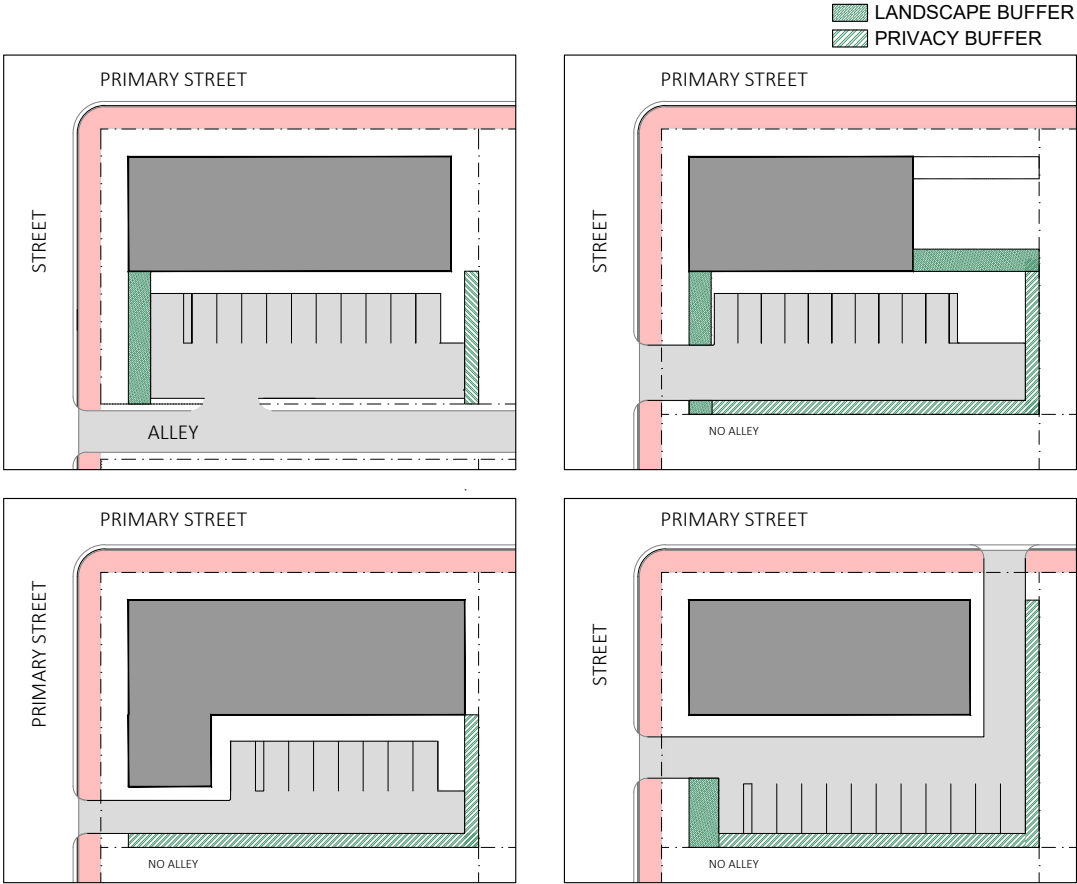 LANDSCAPE BUFFER
PRIVACY BUFFER
PRIMARY STREET
STREET
ALLEY
PRIMARY STREET
STREET
NO ALLEY
PRIMARY STREET
PRIMARY STREET
NO ALLEY
PRIMARY STREET
STREET
NO ALLEY